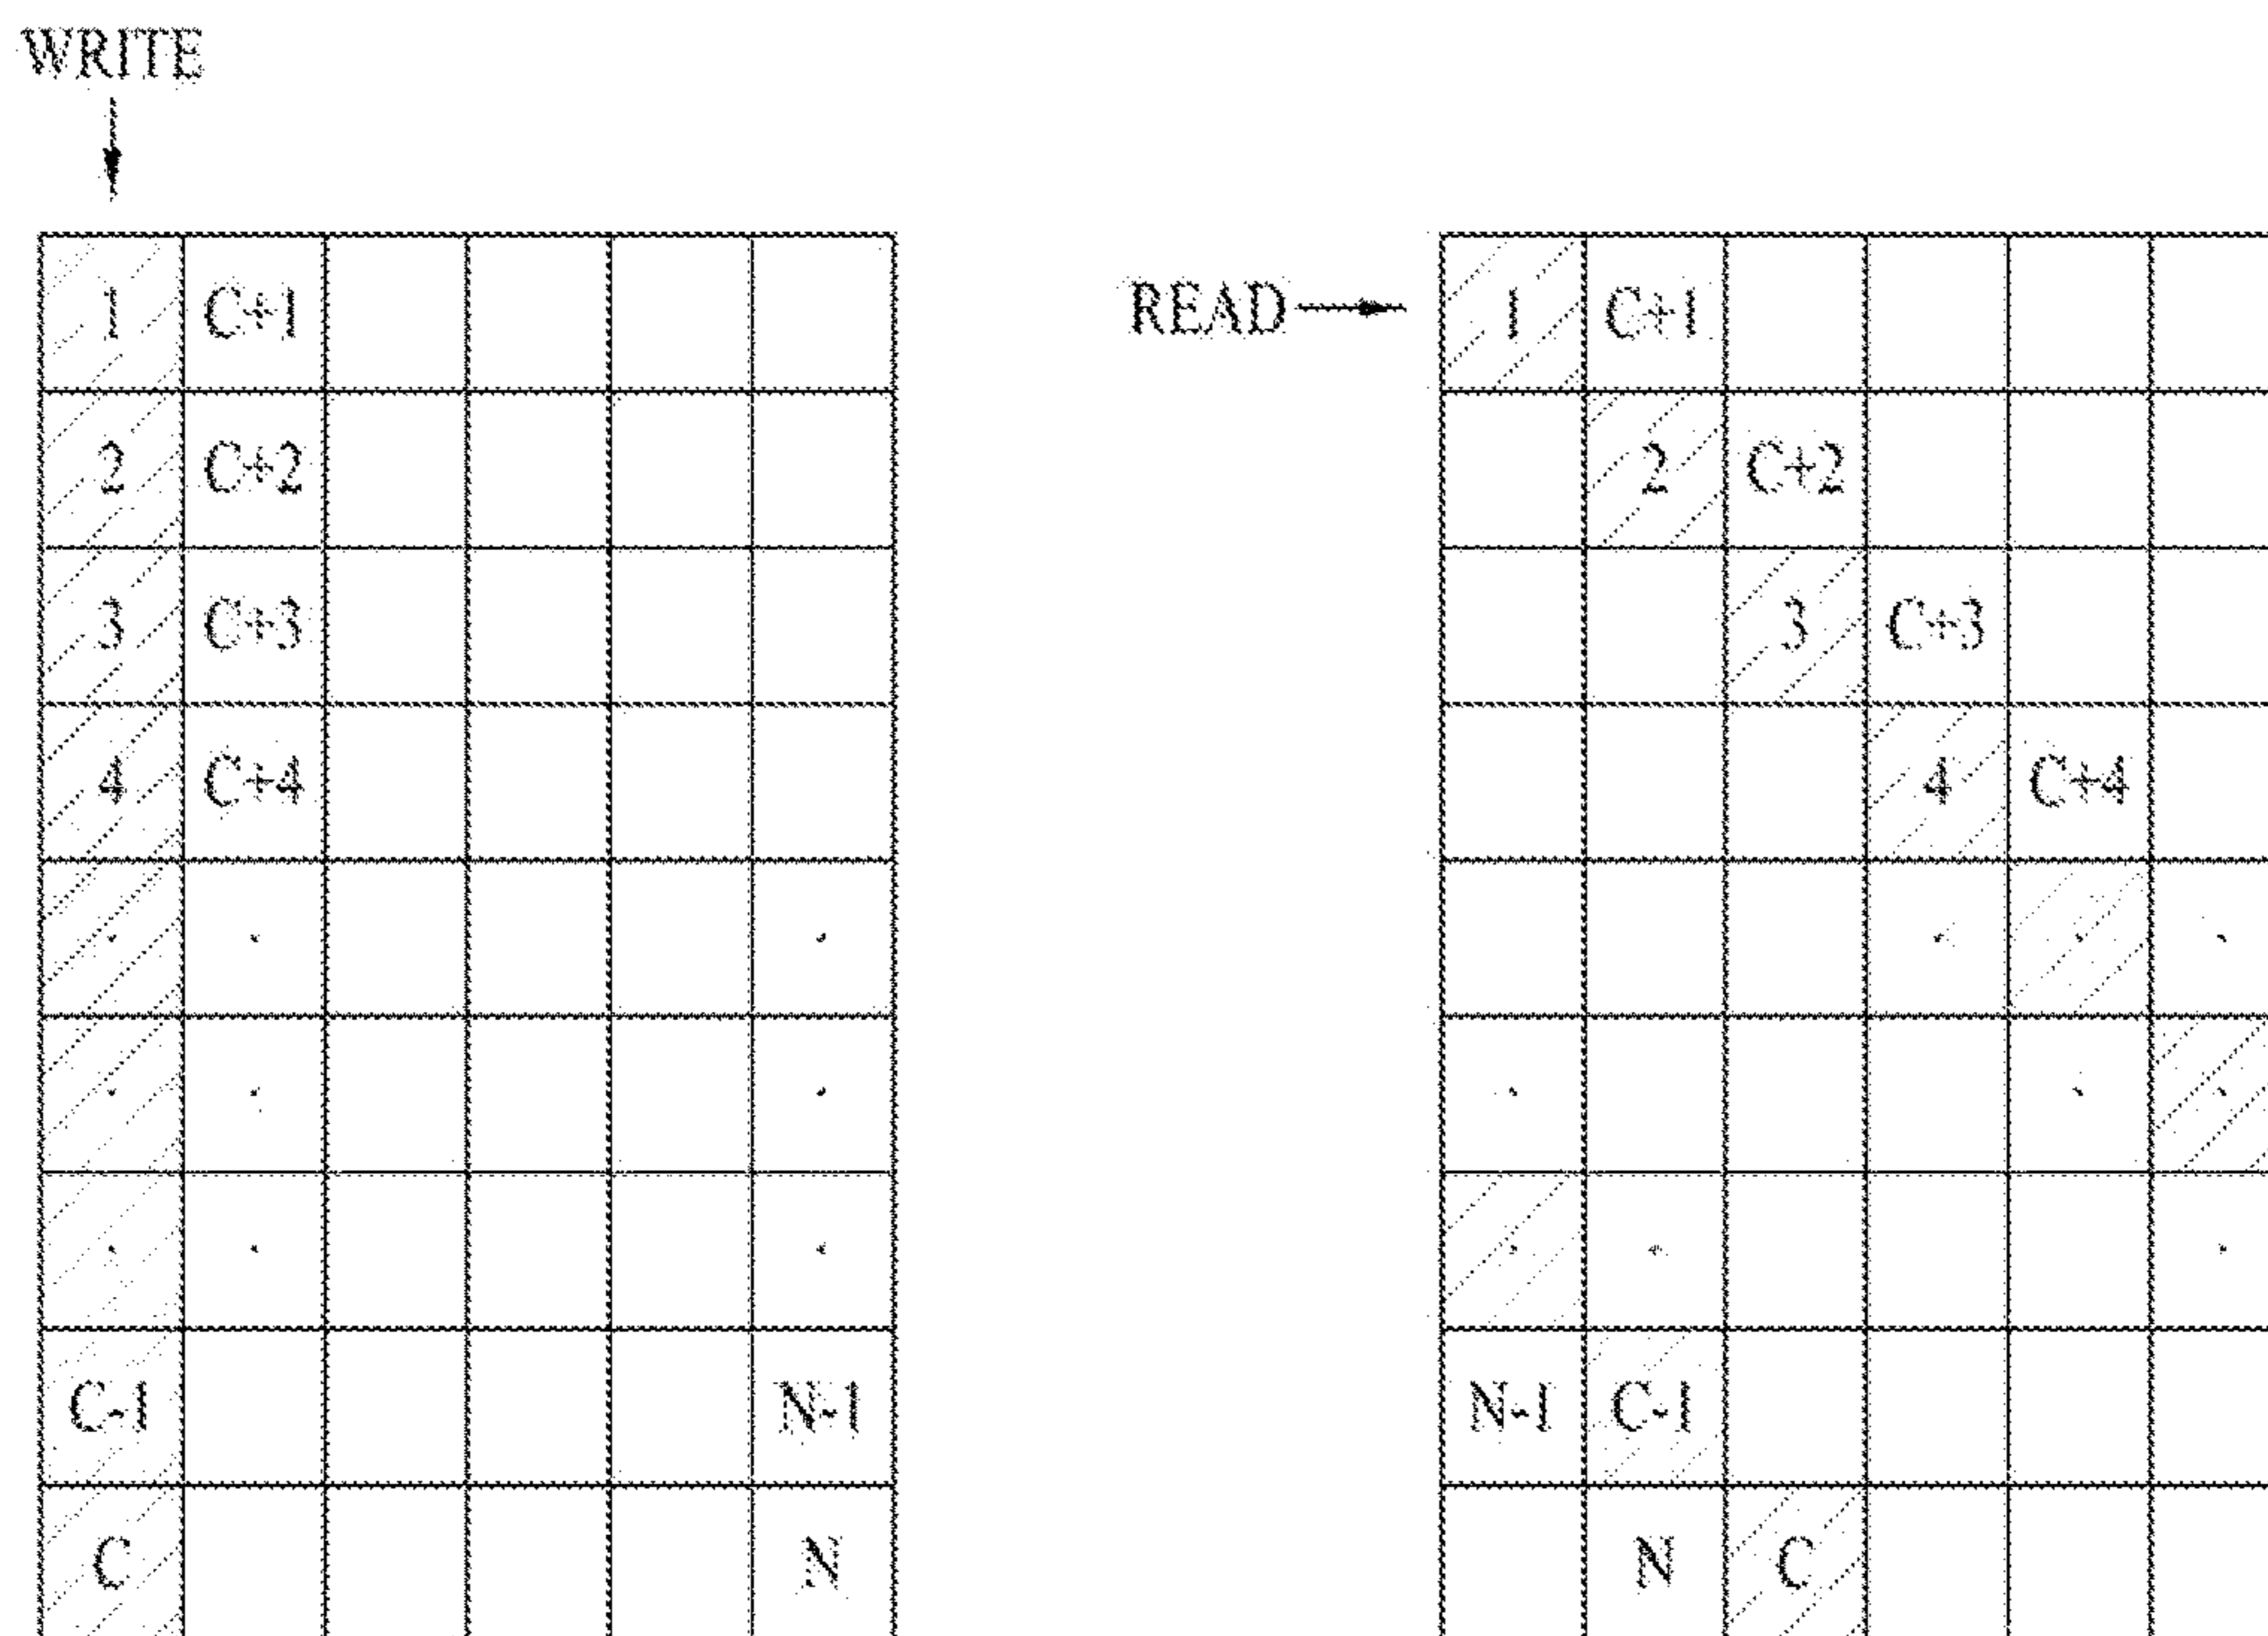 WRITE
READ
1 C+1
2 C+2
3 C+3
4 C+4
. . .
. . .
. . .
C-1 N-1
C N
1 C+1
2 C+2
3 C+3
4 C+4
. . .
. . .
. . .
N-1 C-1
N C